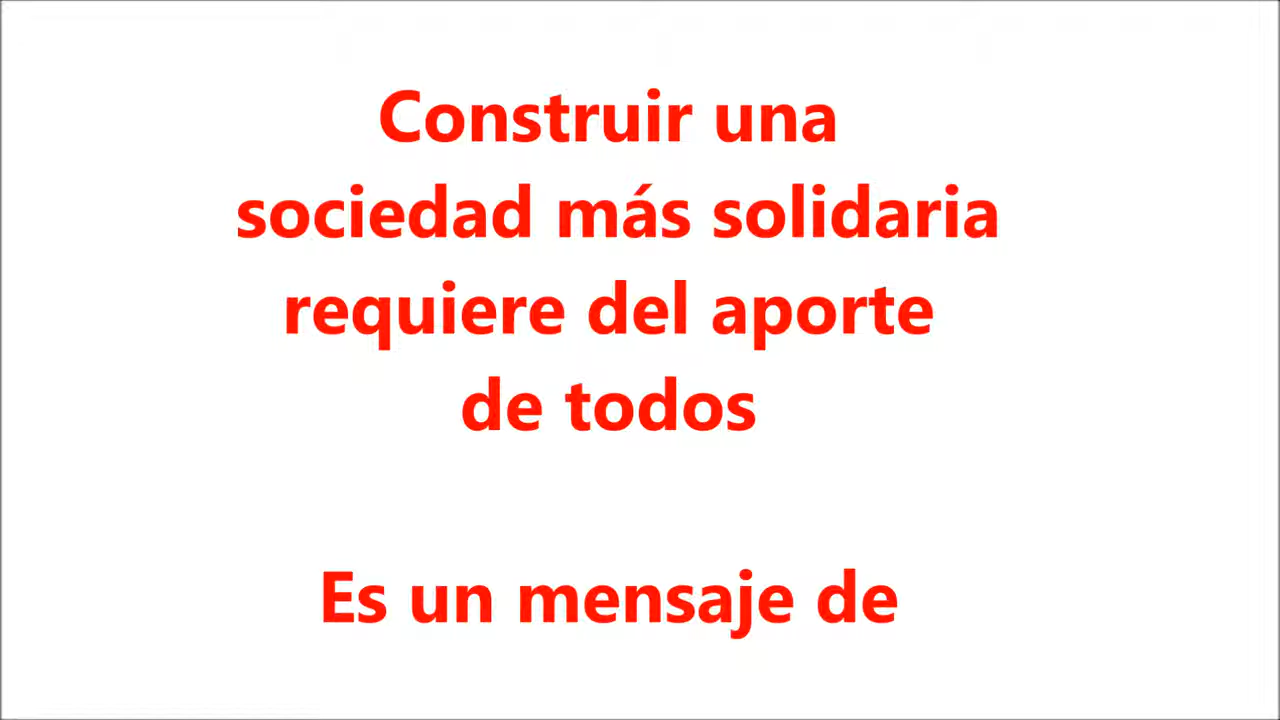 Construir una
sociedad más solidaria
requiere del aporte
de todos
Es un mensaje de